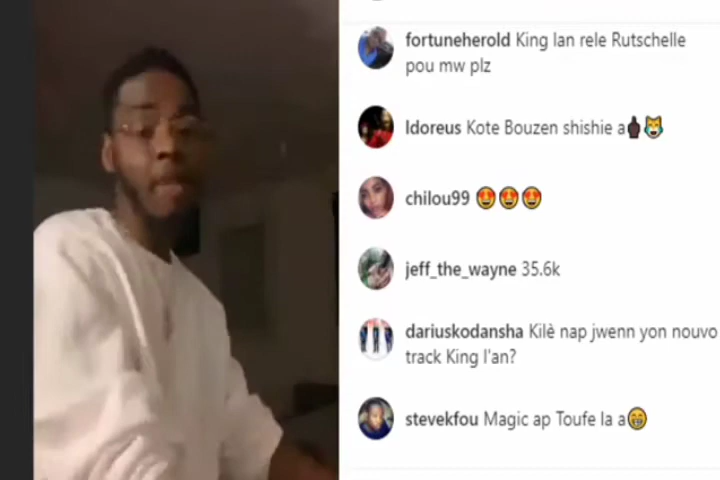 fortuneherold King lan rele Rutschelle
pou mw plz
ldoreus Kote Bouzen shishie a🖕🏿😹
chilou99 😍😍😍
jeff_the_wayne 35.6k
dariuskodansha Kilè nap jwenn yon nouvo
track King l'an?
stevekfou Magic ap Toufe la a😁